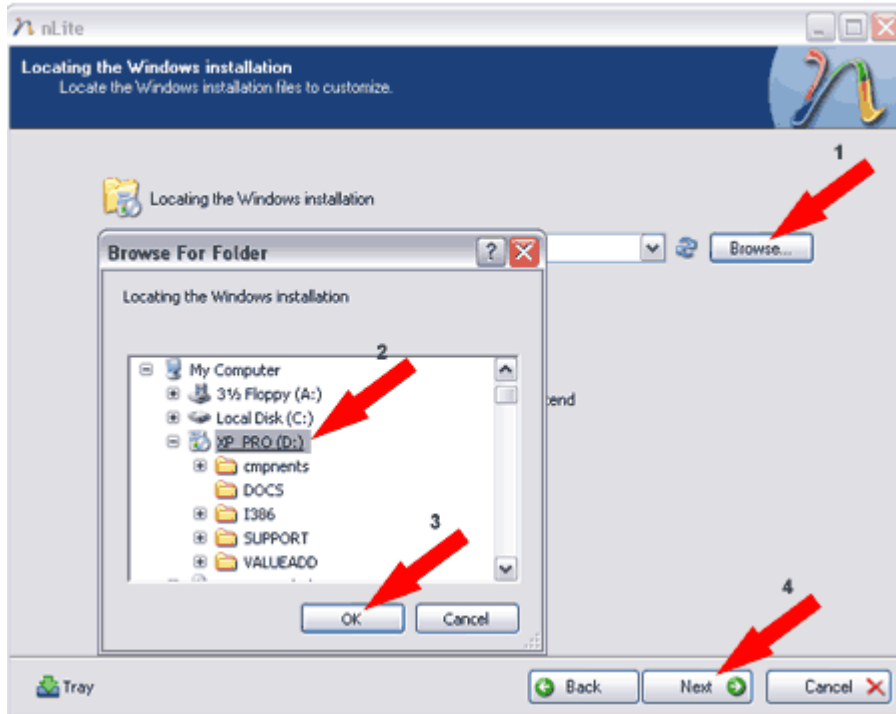 nLite
Locating the Windows installation
Locate the Windows installation files to customize.
1
Locating the Windows installation
Browse...
Browse For Folder
?
Locating the Windows installation
2
My Computer
3½ Floppy (A:)
Local Disk (C:)
XP_PRO (D:)
cmpnents
DOCS
I386
SUPPORT
VALUEADD
tend
3
OK
Cancel
4
Tray
Back
Next
Cancel